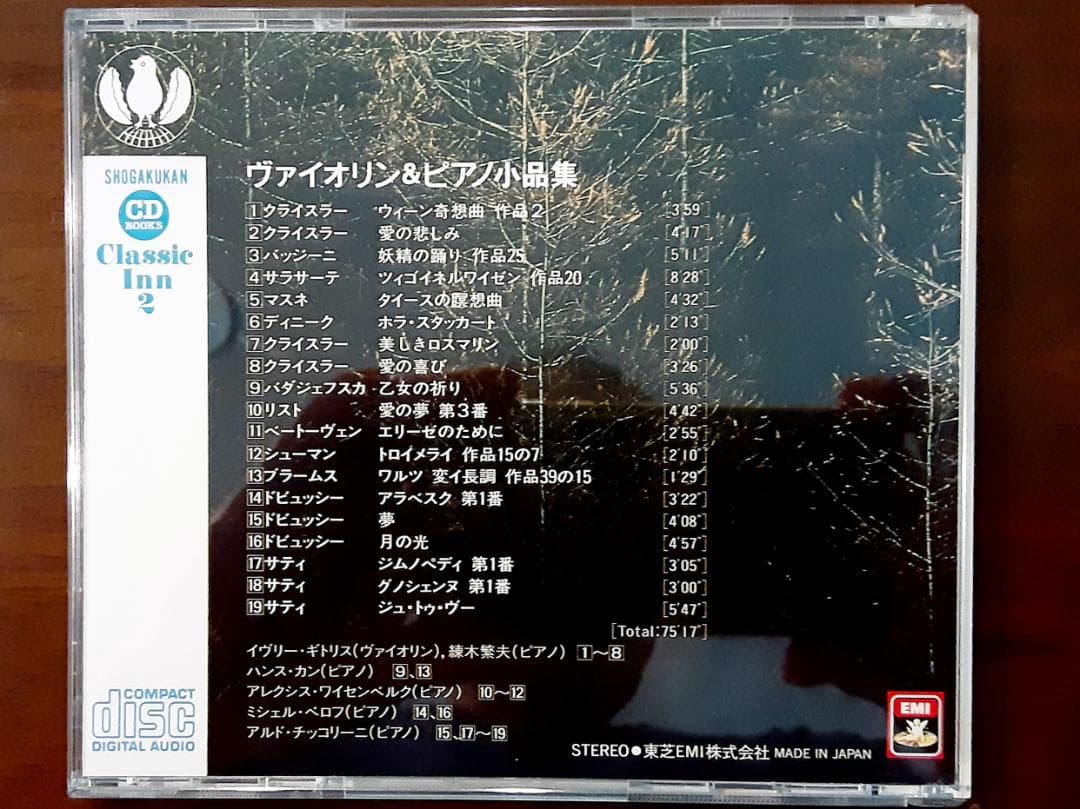 SHOGAKUKAN
CD
BOOKS
Classic
Inn
2
ヴァイオリン&ピアノ小品集
1 クライスラー ウィーン奇想曲 作品2 [3'59"]
2 クライスラー 愛の悲しみ [4'17"]
3 バッジーニ 妖精の踊り 作品25 [5'11"]
4 サラサーテ ツィゴイネルワイゼン 作品20 [8'28"]
5 マスネ タイースの瞑想曲 [4'32"]
6 ディニーク ホラ・スタッカート [2'13"]
7 クライスラー 美しきロスマリン [2'00"]
8 クライスラー 愛の喜び [3'26"]
9 バダジェフスカ 乙女の祈り [5'36"]
10 リスト 愛の夢 第3番 [4'42"]
11 ベートーヴェン エリーゼのために [2'55"]
12 シューマン トロイメライ 作品15の7 [2'10"]
13 ブラームス ワルツ 変イ長調 作品39の15 [1'29"]
14 ドビュッシー アラベスク 第1番 [3'22"]
15 ドビュッシー 夢 [4'08"]
16 ドビュッシー 月の光 [4'57"]
17 サティ ジムノペディ 第1番 [3'05"]
18 サティ グノシェンヌ 第1番 [3'00"]
19 サティ ジュ・トゥ・ヴー [5'47"]
[Total:75'17"]
イヴリー・ギトリス(ヴァイオリン), 練木繁夫(ピアノ) 1〜8
ハンス・カン(ピアノ) 9、13
アレクシス・ワイセンベルク(ピアノ) 10〜12
ミシェル・ベロフ(ピアノ) 14、16
アルド・チッコリーニ(ピアノ) 15、17〜19
COMPACT
disc
DIGITAL AUDIO
EMI
STEREO●東芝EMI株式会社 MADE IN JAPAN